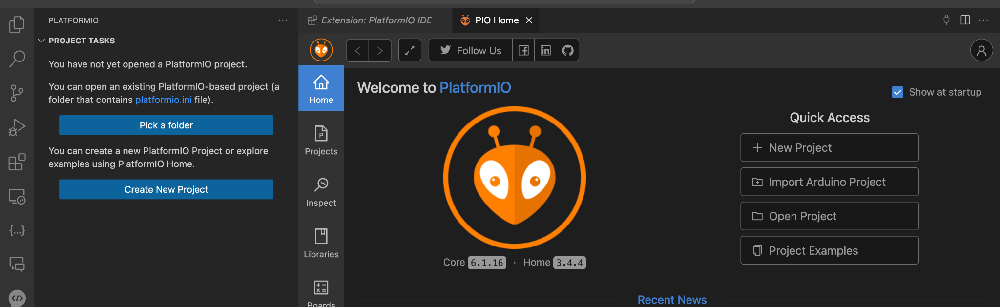 PLATFORMIO
PROJECT TASKS
You have not yet opened a PlatformIO project.
You can open an existing PlatformIO-based project (a
folder that contains platformio.ini file).
Pick a folder
You can create a new PlatformIO Project or explore
examples using PlatformIO Home.
Create New Project
Extension: PlatformIO IDE
PIO Home
Follow Us
Home
Projects
Inspect
Libraries
Boards
Welcome to PlatformIO
Show at startup
Core 6.1.16 · Home 3.4.4
Quick Access
New Project
Import Arduino Project
Open Project
Project Examples
Recent News